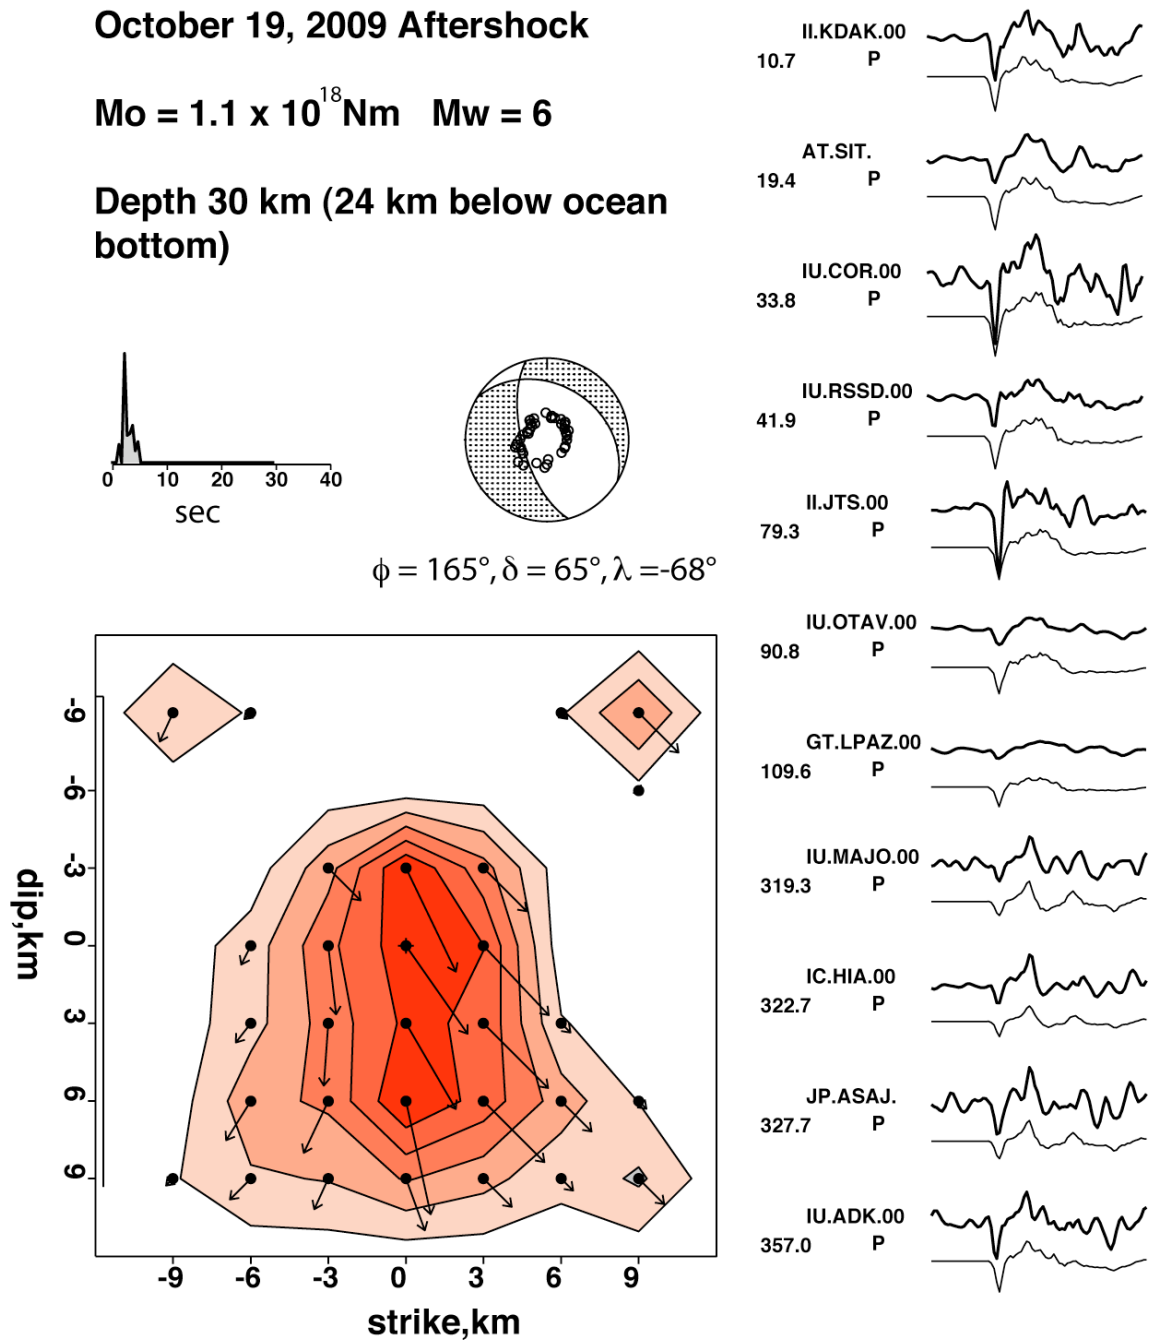 October 19, 2009 Aftershock
Mo = 1.1 x 10^18 Nm Mw = 6
Depth 30 km (24 km below ocean
bottom)
0 10 20 30 40
sec
ϕ = 165°, δ = 65°, λ =-68°
-9
-6
-3
0
3
6
9
dip,km
-9 -6 -3 0 3 6 9
strike,km
II.KDAK.00
10.7 P
AT.SIT.
19.4 P
IU.COR.00
33.8 P
IU.RSSD.00
41.9 P
II.JTS.00
79.3 P
IU.OTAV.00
90.8 P
GT.LPAZ.00
109.6 P
IU.MAJO.00
319.3 P
IC.HIA.00
322.7 P
JP.ASAJ.
327.7 P
IU.ADK.00
357.0 P